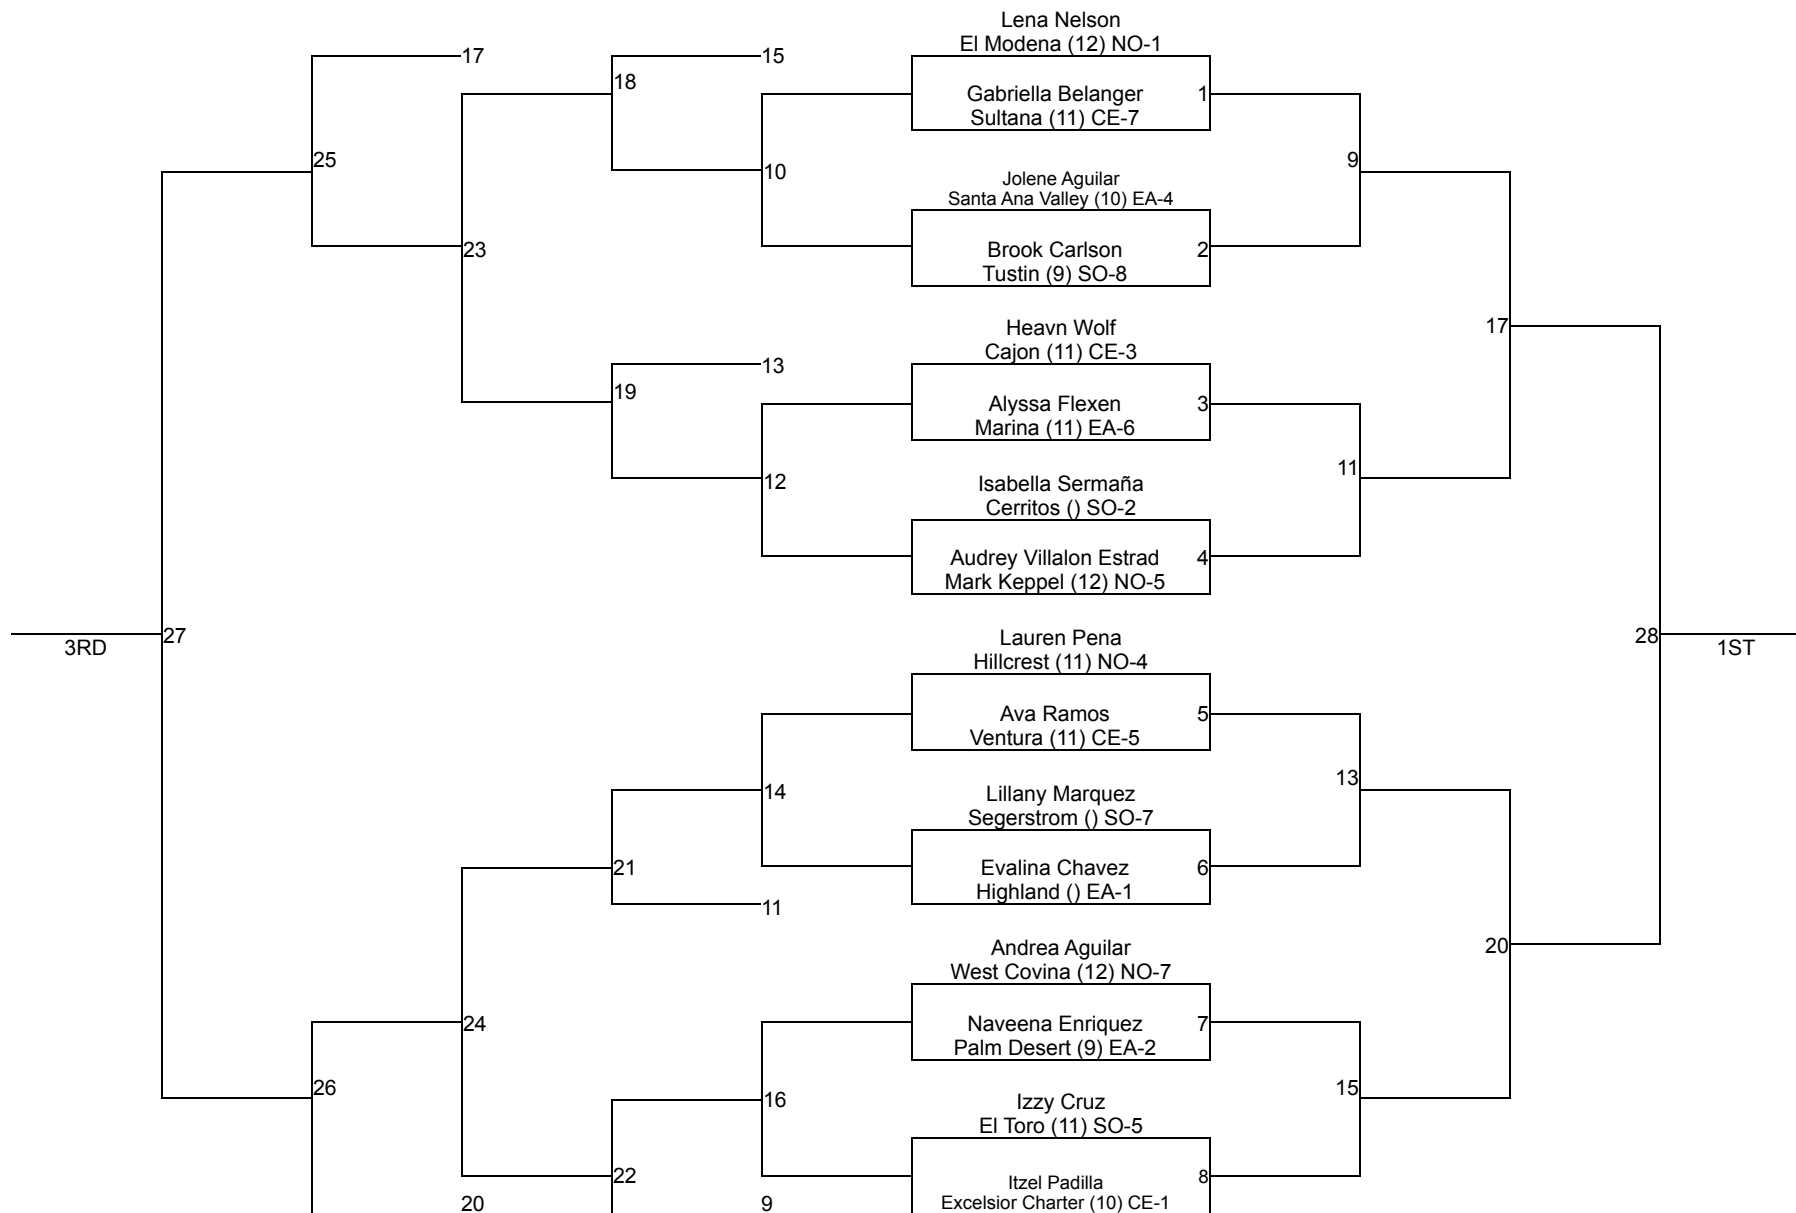 Lena Nelson
El Modena (12) NO-1
17
15
18
Gabriella Belanger
1
Sultana (11) CE-7
25
9
10
Jolene Aguilar
Santa Ana Valley (10) EA-4
23
Brook Carlson
2
Tustin (9) SO-8
Heavn Wolf
17
Cajon (11) CE-3
13
19
Alyssa Flexen
3
Marina (11) EA-6
11
12
Isabella Sermaña
Cerritos () SO-2
Audrey Villalon Estrad
4
Mark Keppel (12) NO-5
27
Lauren Pena
28
3RD
1ST
Hillcrest (11) NO-4
Ava Ramos
5
Ventura (11) CE-5
13
14
Lillany Marquez
Segerstrom () SO-7
21
Evalina Chavez
6
Highland () EA-1
11
Andrea Aguilar
20
West Covina (12) NO-7
24
Naveena Enriquez
7
Palm Desert (9) EA-2
26
15
16
Izzy Cruz
El Toro (11) SO-5
22
Itzel Padilla
8
20
9
Excelsior Charter (10) CE-1